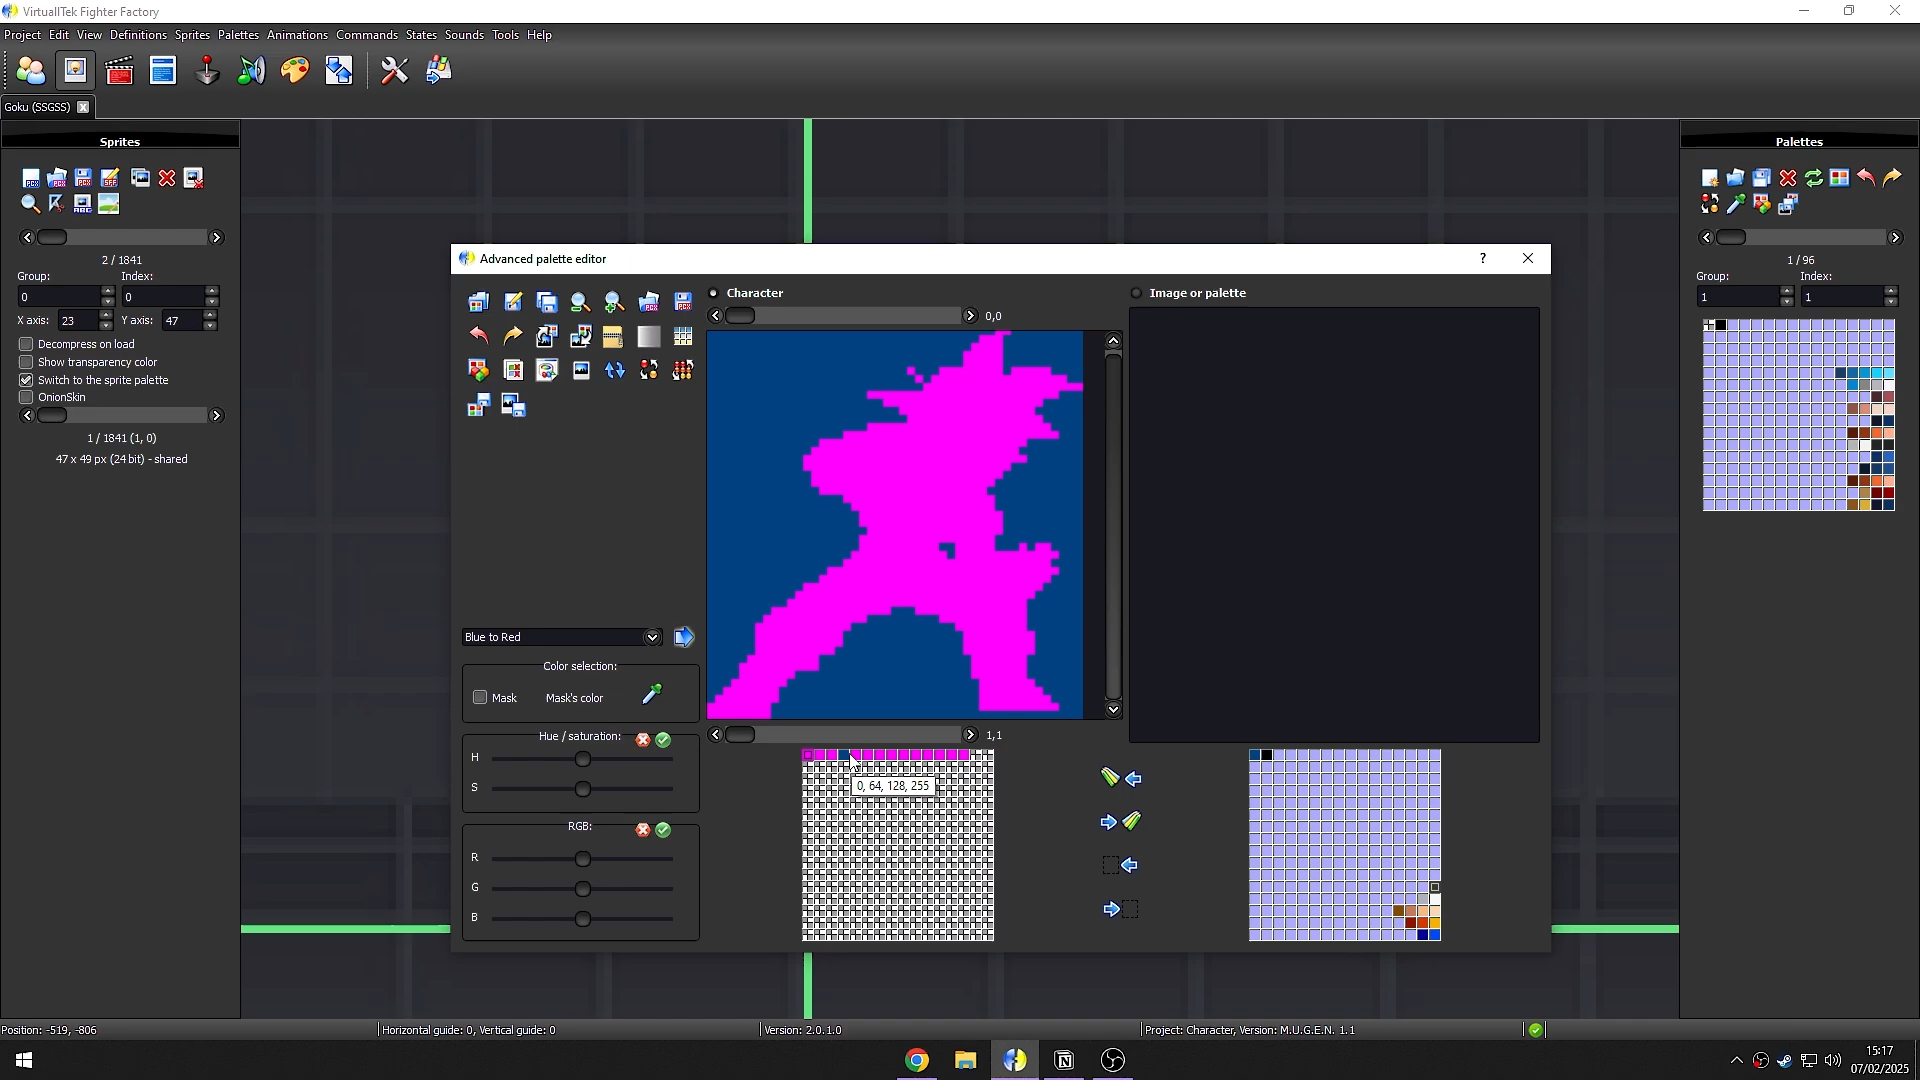 VirtuallTek Fighter Factory
Project Edit View Definitions Sprites Palettes Animations Commands States Sounds Tools Help
Goku (SSGSS)
Sprites
2 / 1841
Group: Index:
0 0
X axis: 23 Y axis: 47
Decompress on load
Show transparency color
Switch to the sprite palette
OnionSkin
1 / 1841 (1, 0)
47 x 49 px (24 bit) - shared
Advanced palette editor
?
Character
0,0
Image or palette
Blue to Red
Color selection:
Mask Mask's color
Hue / saturation:
H
S
RGB:
R
G
B
1,1
0, 64, 128, 255
Palettes
1 / 96
Group: Index:
1 1
Position: -519, -806
Horizontal guide: 0, Vertical guide: 0
Version: 2.0.1.0
Project: Character, Version: M.U.G.E.N. 1.1
15:17
07/02/2025